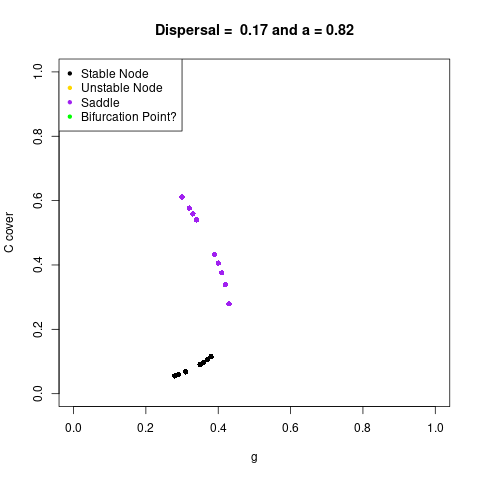 Dispersal =  0.17 and a = 0.82
Stable Node
Unstable Node
Saddle
Bifurcation Point?
C cover
1.0
0.8
0.6
0.4
0.2
0.0
0.0 0.2 0.4 0.6 0.8 1.0
g